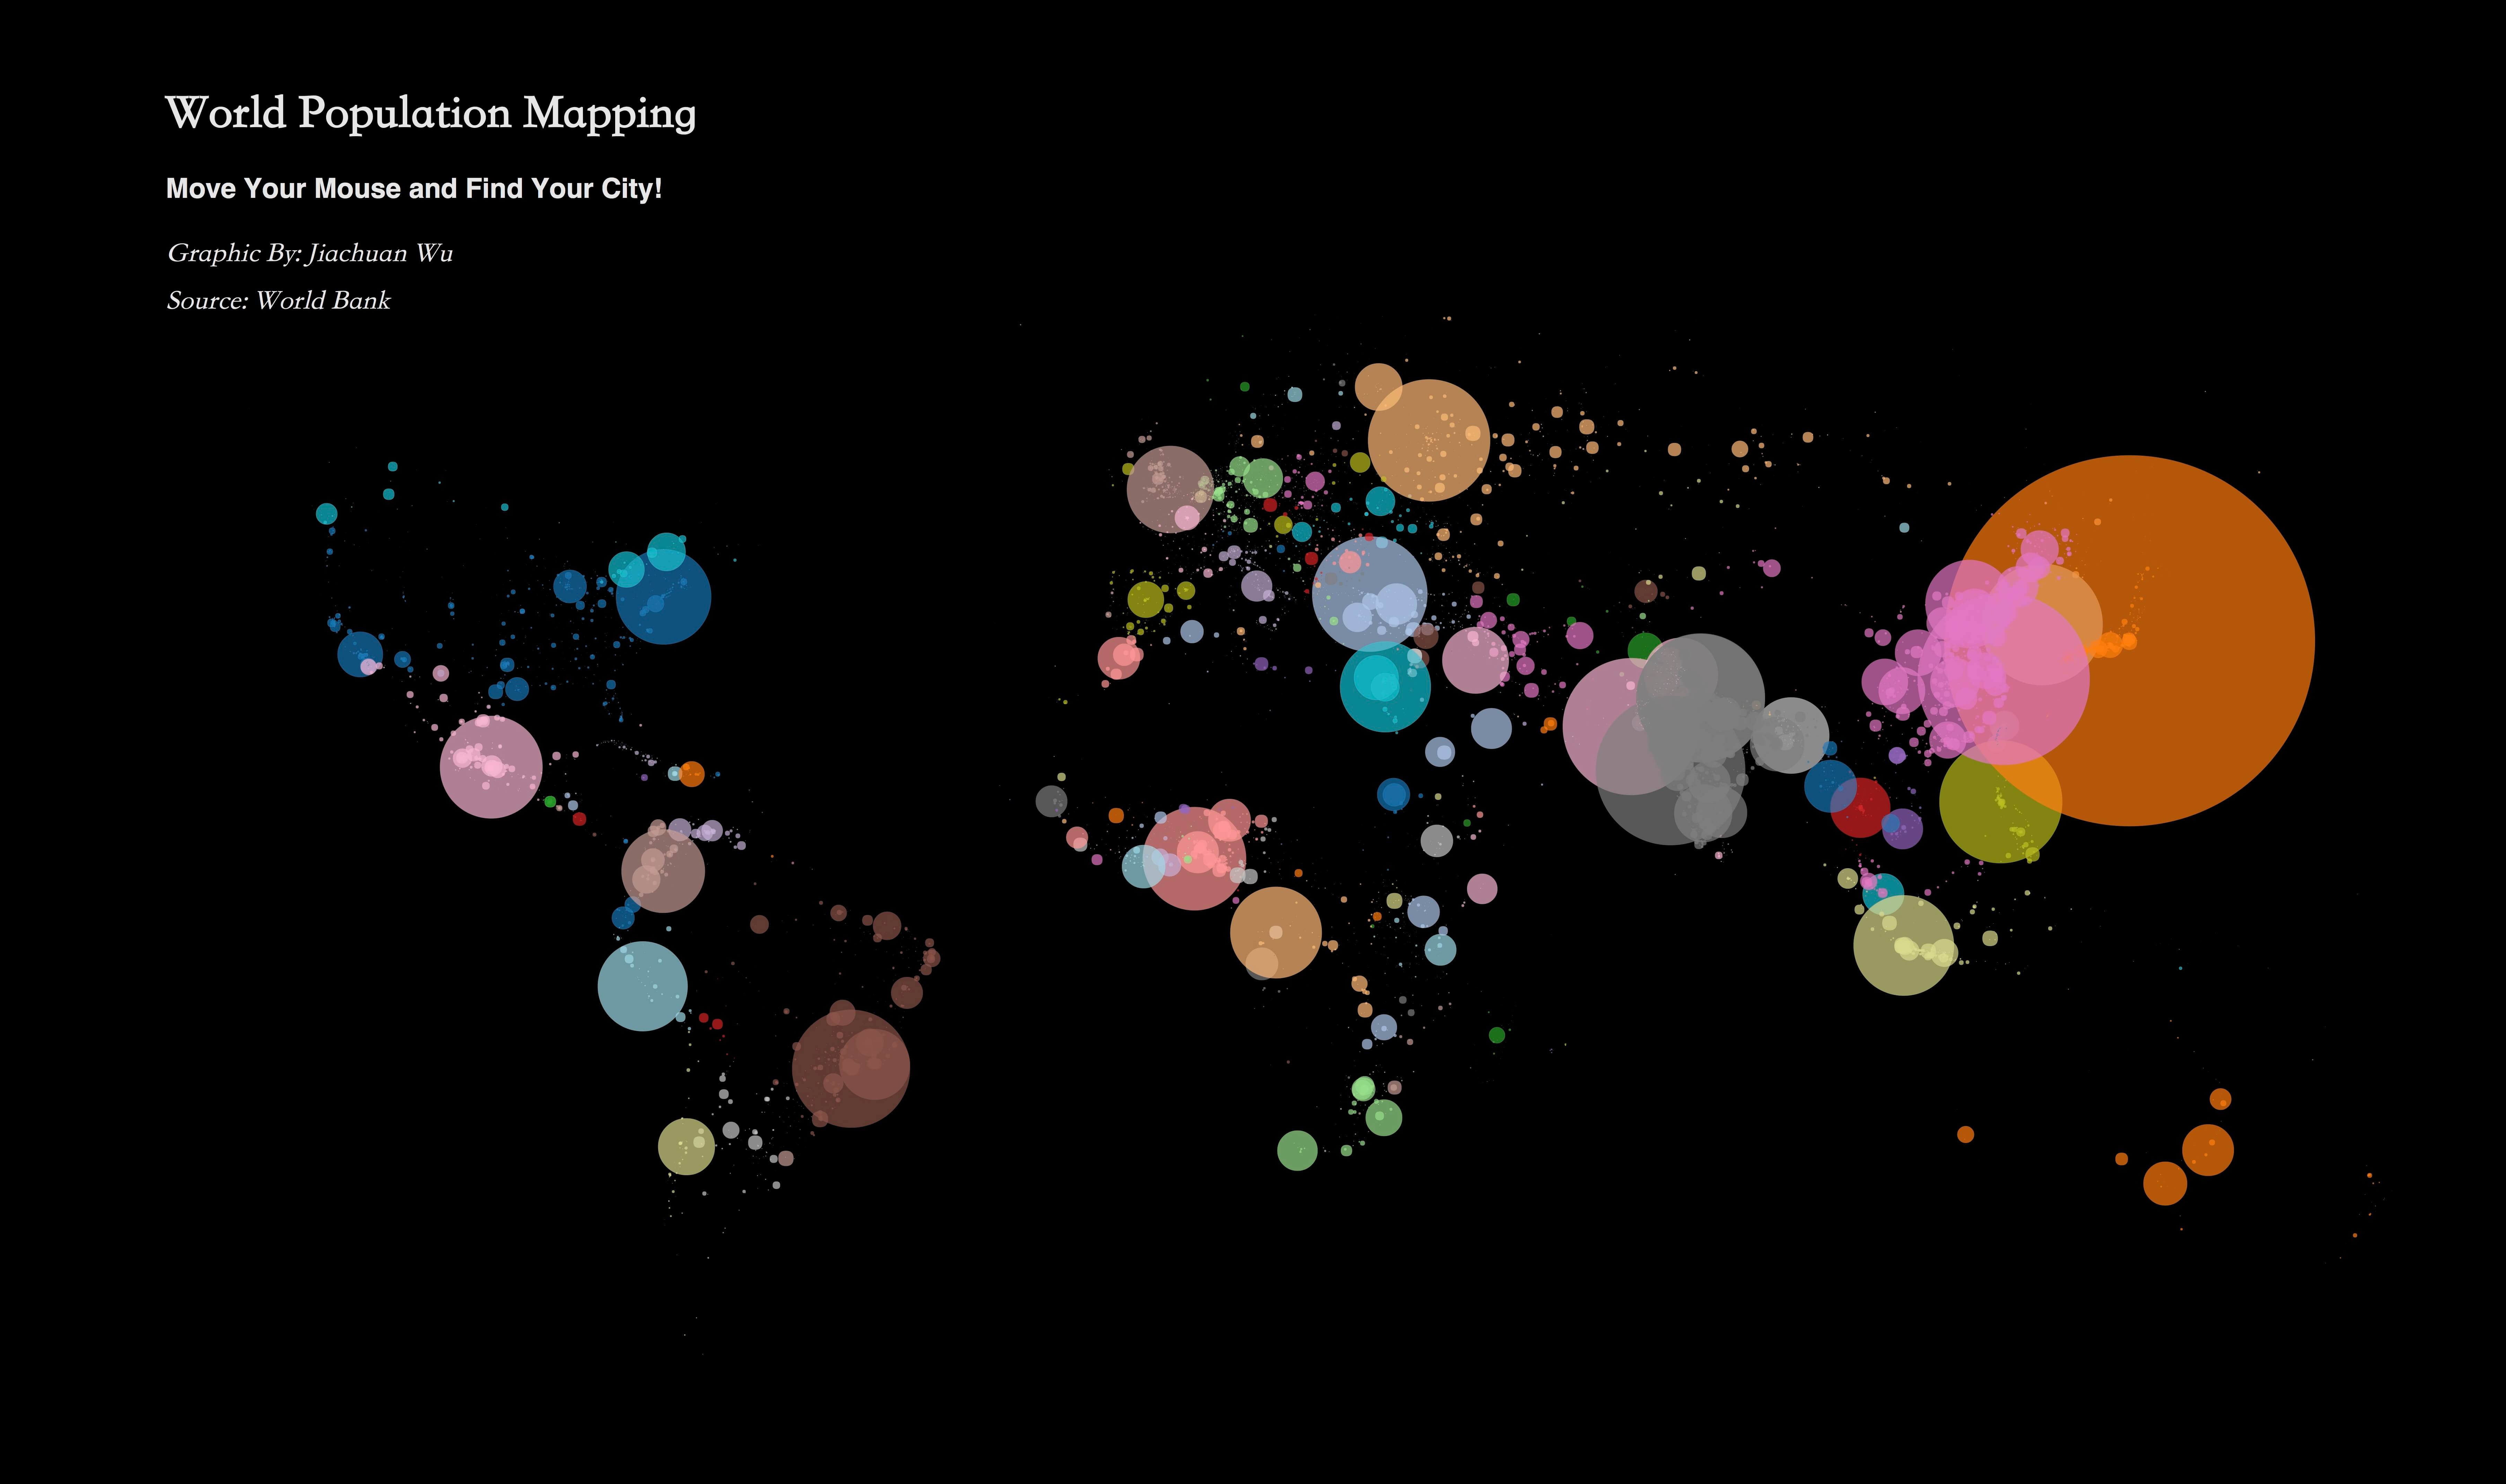 World Population Mapping
Move Your Mouse and Find Your City!
Graphic By: Jiachuan Wu
Source: World Bank